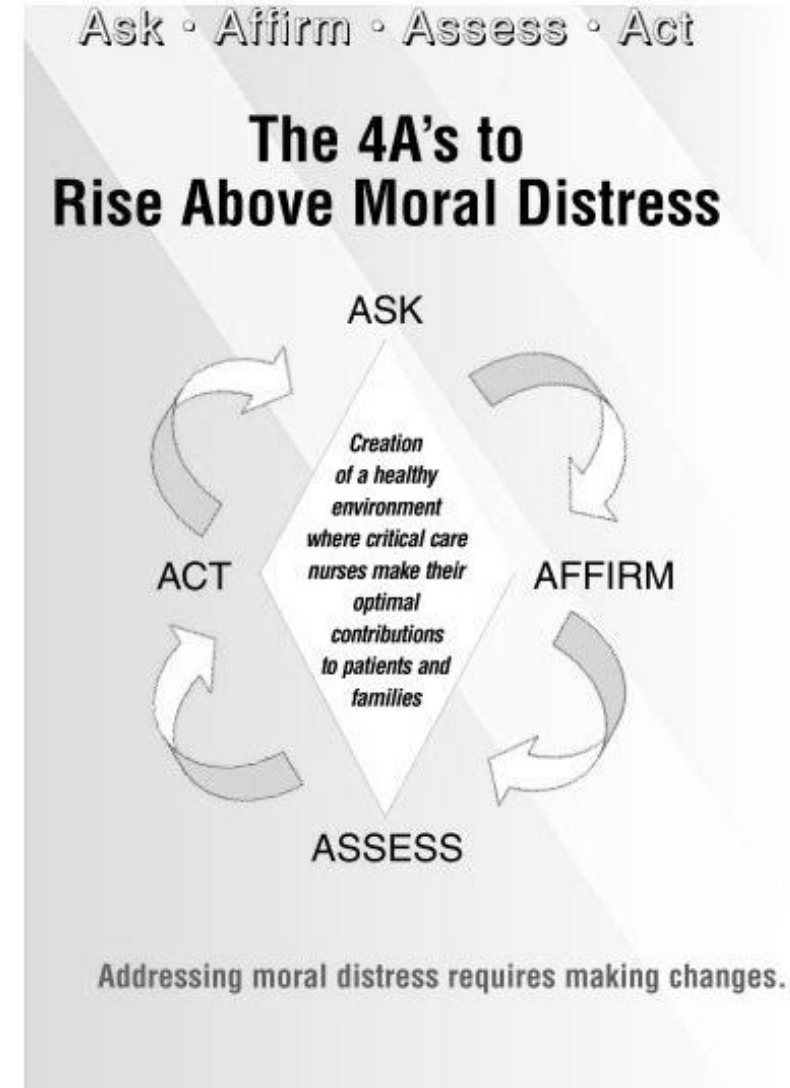 Ask • Affirm • Assess • Act
The 4A's to
Rise Above Moral Distress
ASK
Creation
of a healthy
environment
where critical care
nurses make their
optimal
contributions
to patients and
families
ACT
AFFIRM
ASSESS
Addressing moral distress requires making changes.